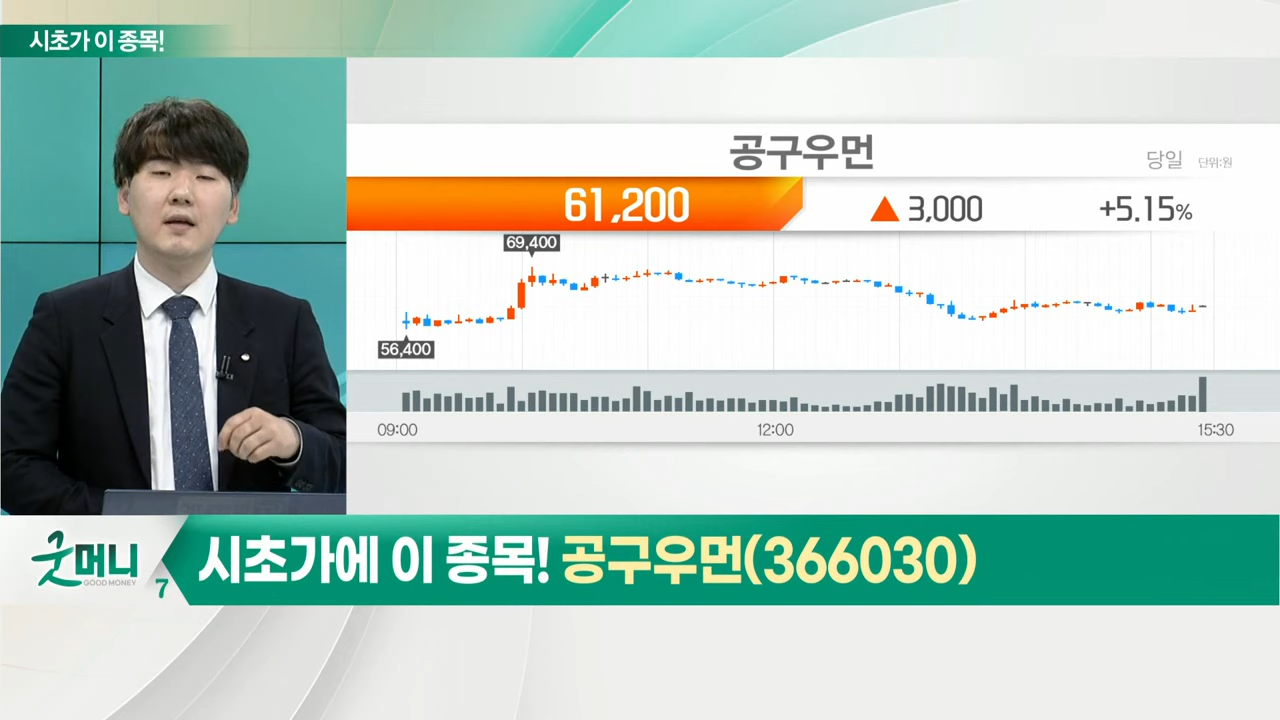 시초가 이 종목!
공구우먼
당일 단위:원
61,200 ▲ 3,000 +5.15%
69,400
56,400
09:00 12:00 15:30
굿머니
GOOD MONEY
7
시초가에 이 종목! 공구우먼(366030)